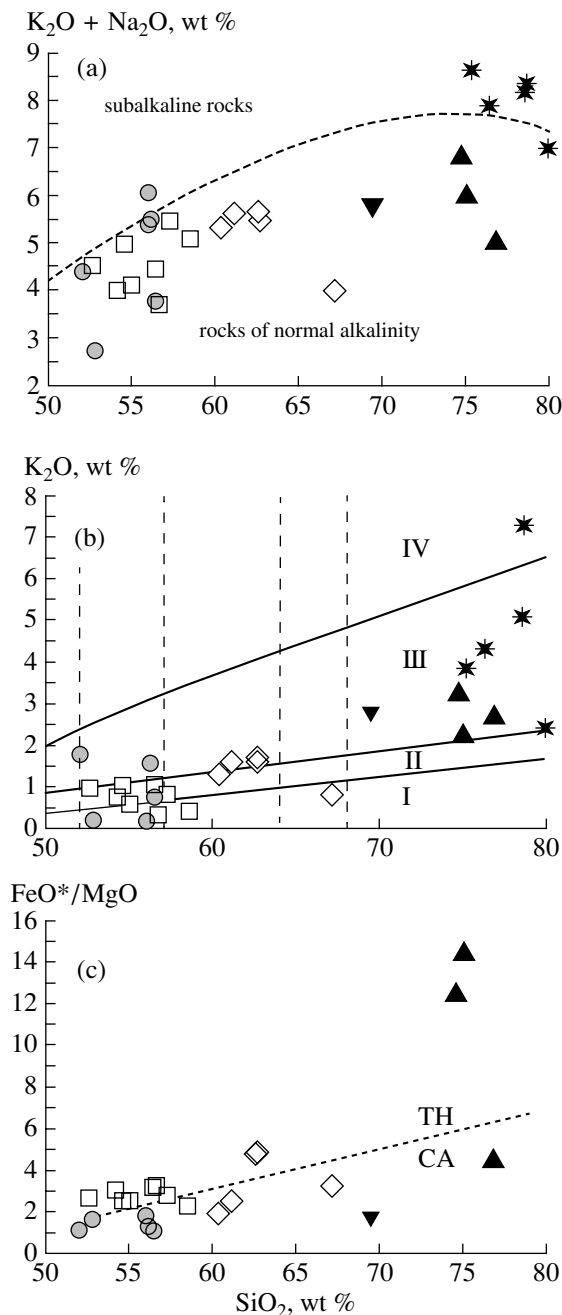 K₂O + Na₂O, wt %
9
(a)
8
subalkaline rocks
7
6
5
4
3
rocks of normal alkalinity
2
50 55 60 65 70 75 80
K₂O, wt %
8
(b)
7
IV
6
5
4
III
3
2
II
1
I
0
50 60 70 80
FeO*/MgO
16
(c)
14
12
10
8
6
TH
4
CA
2
0
50 55 60 65 70 75 80
SiO₂, wt %